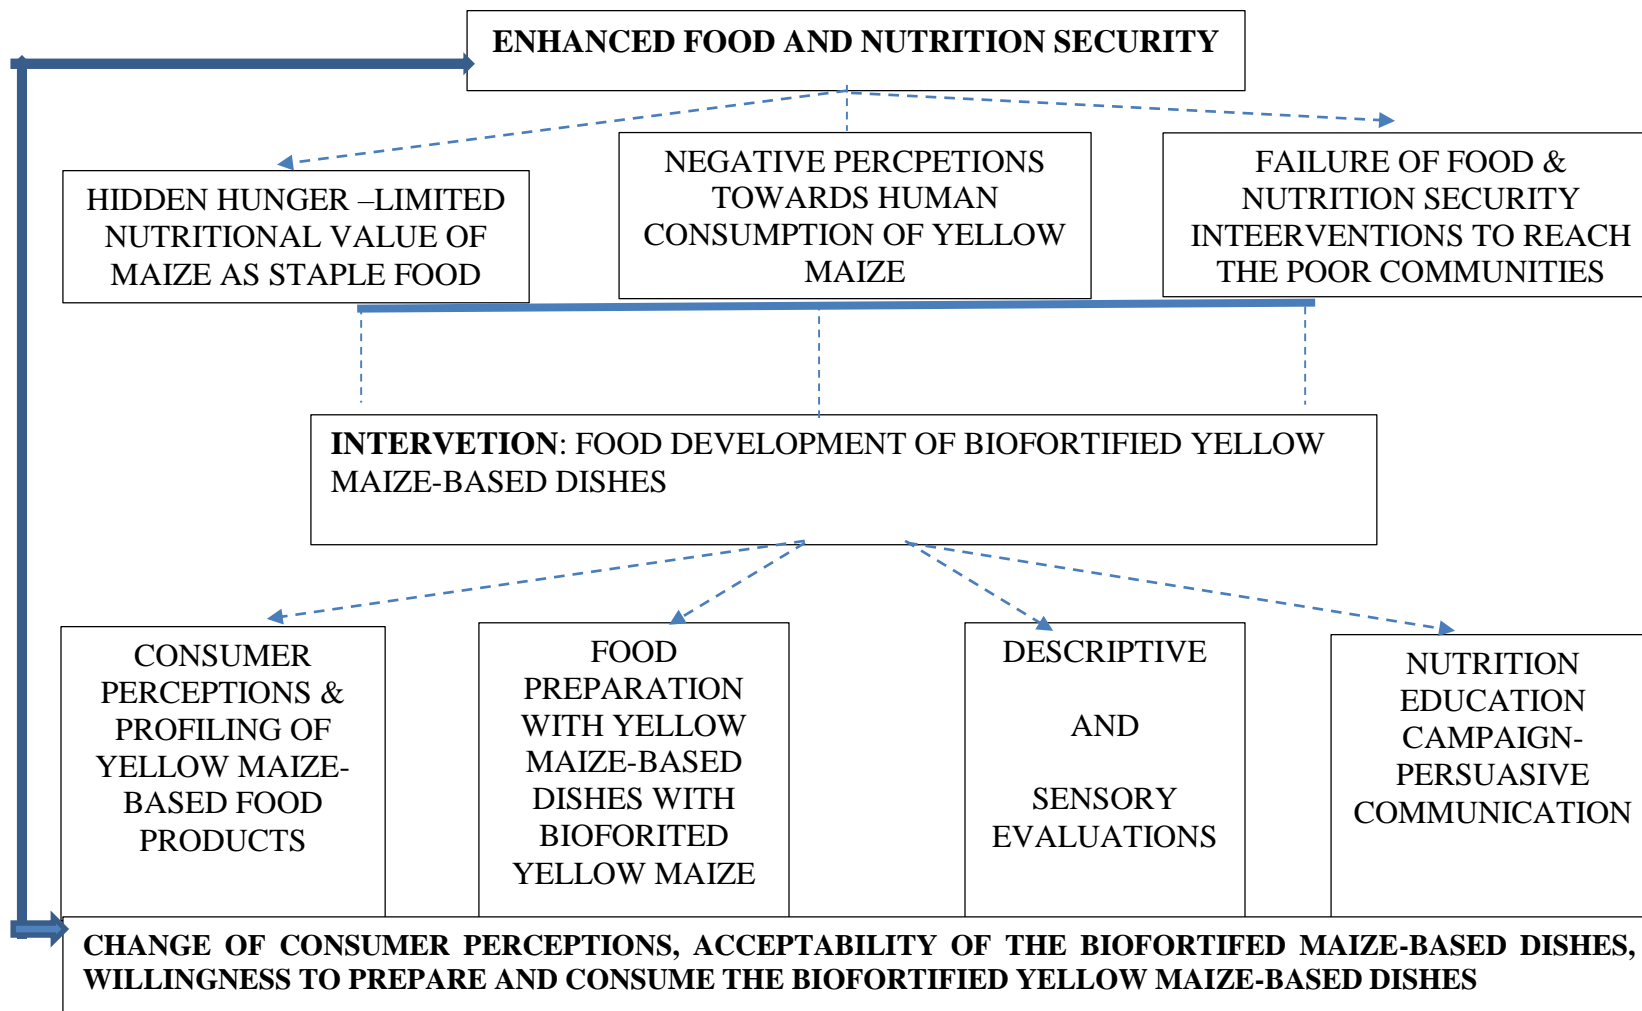 ENHANCED FOOD AND NUTRITION SECURITY
HIDDEN HUNGER –LIMITED
NUTRITIONAL VALUE OF
MAIZE AS STAPLE FOOD
NEGATIVE PERCPETIONS
TOWARDS HUMAN
CONSUMPTION OF YELLOW
MAIZE
FAILURE OF FOOD &
NUTRITION SECURITY
INTEERVENTIONS TO REACH
THE POOR COMMUNITIES
INTERVETION: FOOD DEVELOPMENT OF BIOFORTIFIED YELLOW
MAIZE-BASED DISHES
CONSUMER
PERCEPTIONS &
PROFILING OF
YELLOW MAIZE-
BASED FOOD
PRODUCTS
FOOD
PREPARATION
WITH YELLOW
MAIZE-BASED
DISHES WITH
BIOFORITED
YELLOW MAIZE
DESCRIPTIVE
AND
SENSORY
EVALUATIONS
NUTRITION
EDUCATION
CAMPAIGN-
PERSUASIVE
COMMUNICATION
CHANGE OF CONSUMER PERCEPTIONS, ACCEPTABILITY OF THE BIOFORTIFED MAIZE-BASED DISHES,
WILLINGNESS TO PREPARE AND CONSUME THE BIOFORTIFIED YELLOW MAIZE-BASED DISHES